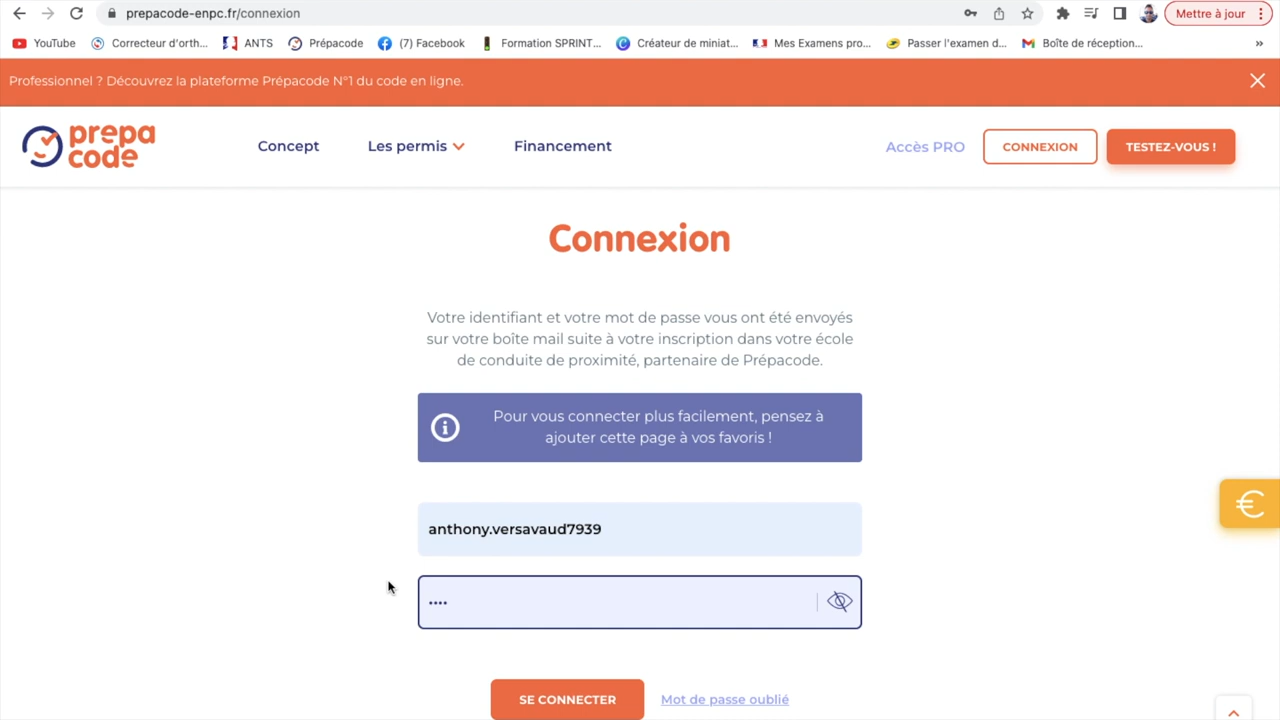 prepacode-enpc.fr/connexion
Mettre à jour
YouTube
Correcteur d'orth...
ANTS
Prépacode
(7) Facebook
Formation SPRINT...
Créateur de miniat...
Mes Examens pro...
Passer l'examen d...
Boîte de réception...
»
Professionnel ? Découvrez la plateforme Prépacode N°1 du code en ligne.
prepa
code
Concept
Les permis
Financement
Accès PRO
CONNEXION
TESTEZ-VOUS !
Connexion
Votre identifiant et votre mot de passe vous ont été envoyés
sur votre boîte mail suite à votre inscription dans votre école
de conduite de proximité, partenaire de Prépacode.
Pour vous connecter plus facilement, pensez à
ajouter cette page à vos favoris !
€
anthony.versavaud7939
••••
SE CONNECTER
Mot de passe oublié